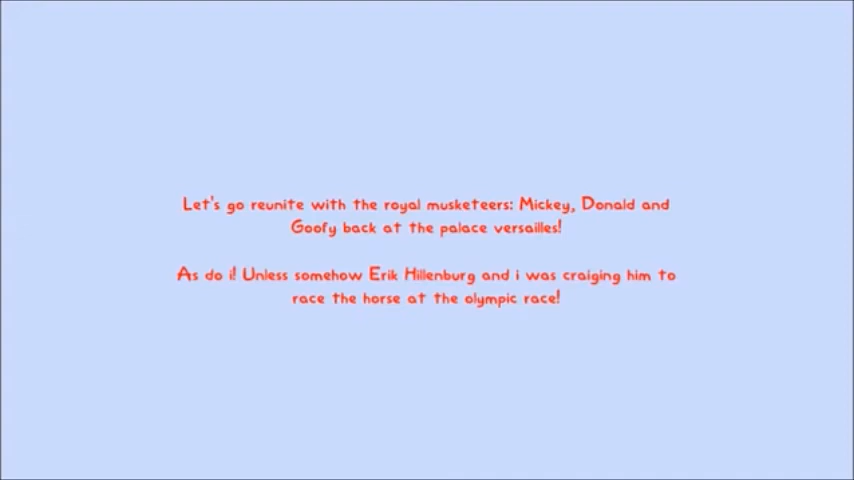 Let's go reunite with the royal musketeers: Mickey, Donald and
Goofy back at the palace versailles!
As do i! Unless somehow Erik Hillenburg and i was craiging him to
race the horse at the olympic race!